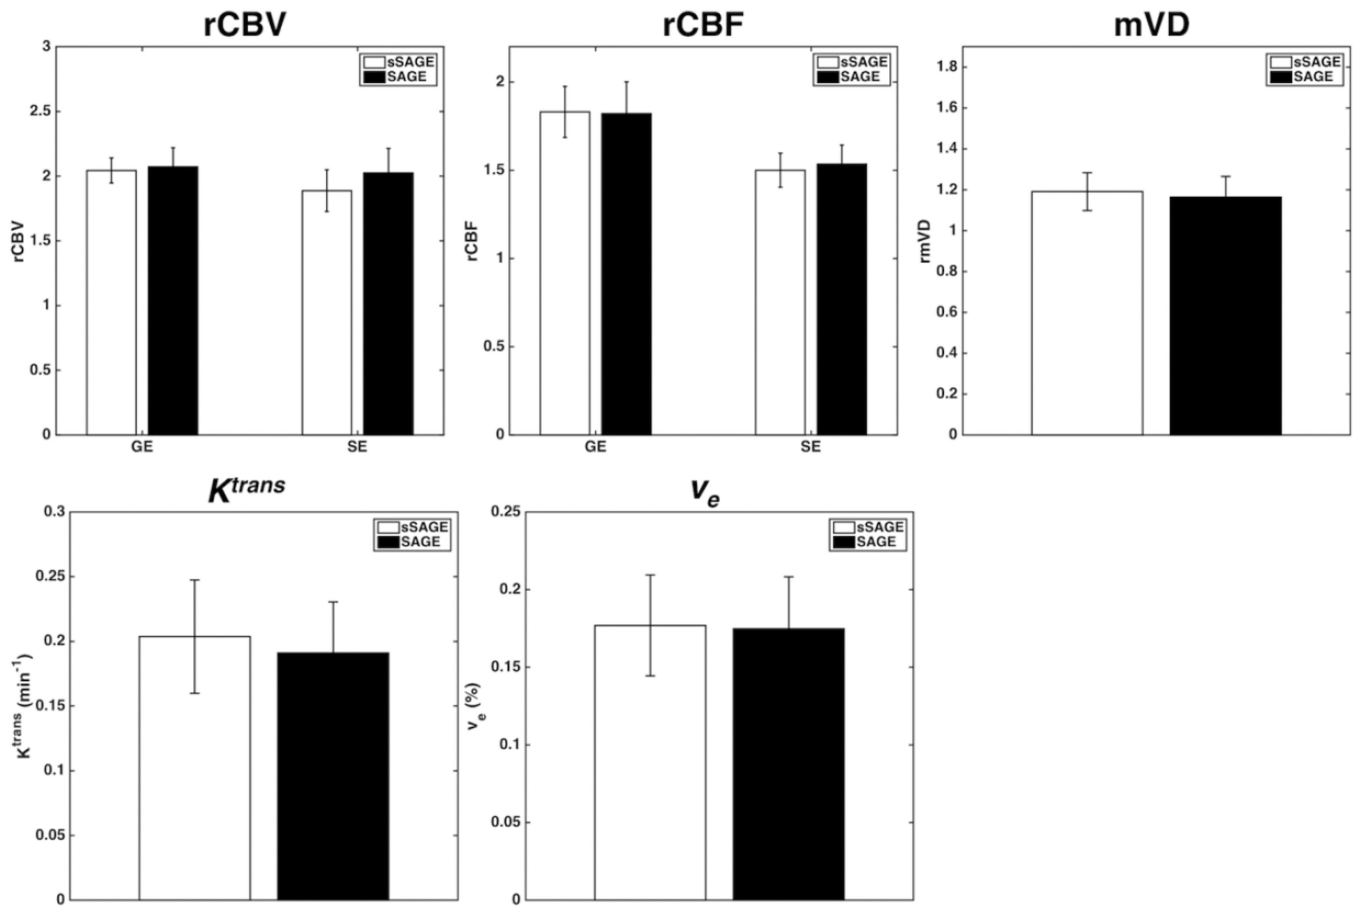 rCBV
3
2.5
2
1.5
1
0.5
0
rCBV
GE
SE
sSAGE
SAGE
rCBF
2
1.5
1
0.5
0
rCBF
GE
SE
sSAGE
SAGE
mVD
1.8
1.6
1.4
1.2
1
0.8
0.6
0.4
0.2
0
rmVD
sSAGE
SAGE
K^trans
0.3
0.25
0.2
0.15
0.1
0.05
0
K^trans (min^-1)
sSAGE
SAGE
v_e
0.25
0.2
0.15
0.1
0.05
0
v_e (%)
sSAGE
SAGE